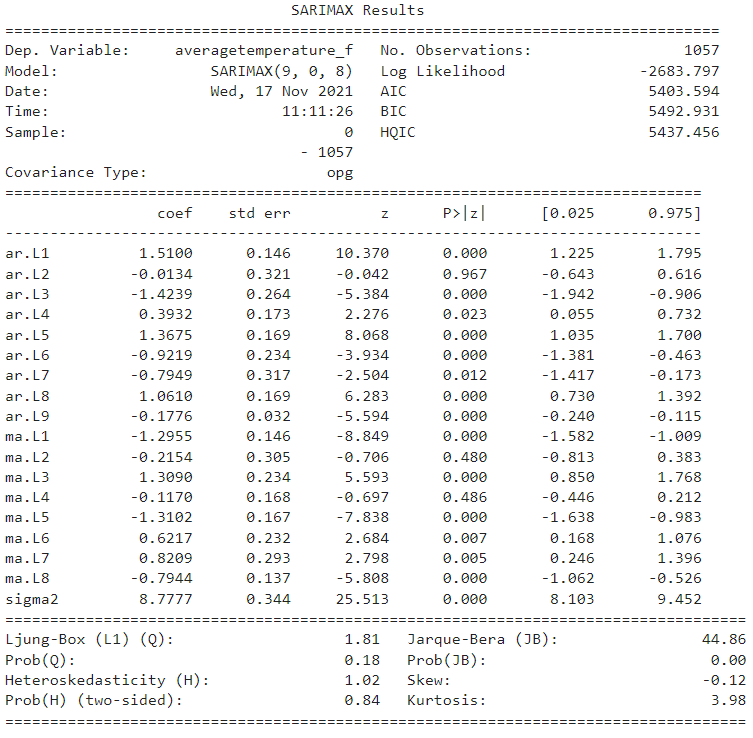 SARIMAX Results
==============================================================================
Dep. Variable: averagetemperature_f No. Observations: 1057
Model: SARIMAX(9, 0, 8) Log Likelihood -2683.797
Date: Wed, 17 Nov 2021 AIC 5403.594
Time: 11:11:26 BIC 5492.931
Sample: 0 HQIC 5437.456
- 1057
Covariance Type: opg
==============================================================================
coef std err z P>|z| [0.025 0.975]
------------------------------------------------------------------------------
ar.L1 1.5100 0.146 10.370 0.000 1.225 1.795
ar.L2 -0.0134 0.321 -0.042 0.967 -0.643 0.616
ar.L3 -1.4239 0.264 -5.384 0.000 -1.942 -0.906
ar.L4 0.3932 0.173 2.276 0.023 0.055 0.732
ar.L5 1.3675 0.169 8.068 0.000 1.035 1.700
ar.L6 -0.9219 0.234 -3.934 0.000 -1.381 -0.463
ar.L7 -0.7949 0.317 -2.504 0.012 -1.417 -0.173
ar.L8 1.0610 0.169 6.283 0.000 0.730 1.392
ar.L9 -0.1776 0.032 -5.594 0.000 -0.240 -0.115
ma.L1 -1.2955 0.146 -8.849 0.000 -1.582 -1.009
ma.L2 -0.2154 0.305 -0.706 0.480 -0.813 0.383
ma.L3 1.3090 0.234 5.593 0.000 0.850 1.768
ma.L4 -0.1170 0.168 -0.697 0.486 -0.446 0.212
ma.L5 -1.3102 0.167 -7.838 0.000 -1.638 -0.983
ma.L6 0.6217 0.232 2.684 0.007 0.168 1.076
ma.L7 0.8209 0.293 2.798 0.005 0.246 1.396
ma.L8 -0.7944 0.137 -5.808 0.000 -1.062 -0.526
sigma2 8.7777 0.344 25.513 0.000 8.103 9.452
===================================================================================
Ljung-Box (L1) (Q): 1.81 Jarque-Bera (JB): 44.86
Prob(Q): 0.18 Prob(JB): 0.00
Heteroskedasticity (H): 1.02 Skew: -0.12
Prob(H) (two-sided): 0.84 Kurtosis: 3.98
===================================================================================